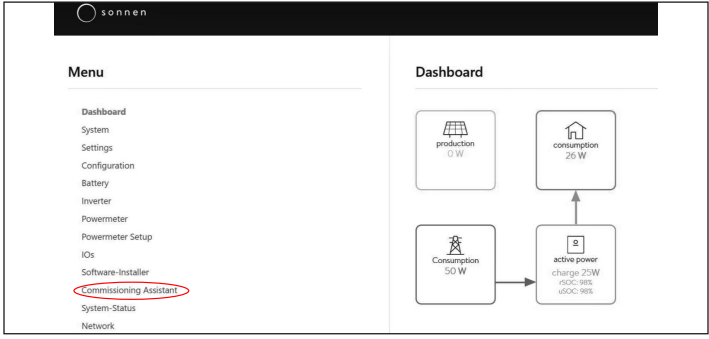 sonnen
Menu
Dashboard
System
Settings
Configuration
Battery
Inverter
Powermeter
Powermeter Setup
IOs
Software-Installer
Commissioning Assistant
System-Status
Network
Dashboard
production
0 W
consumption
26 W
Consumption
50 W
active power
charge 25W
rSOC: 98%
uSOC: 98%